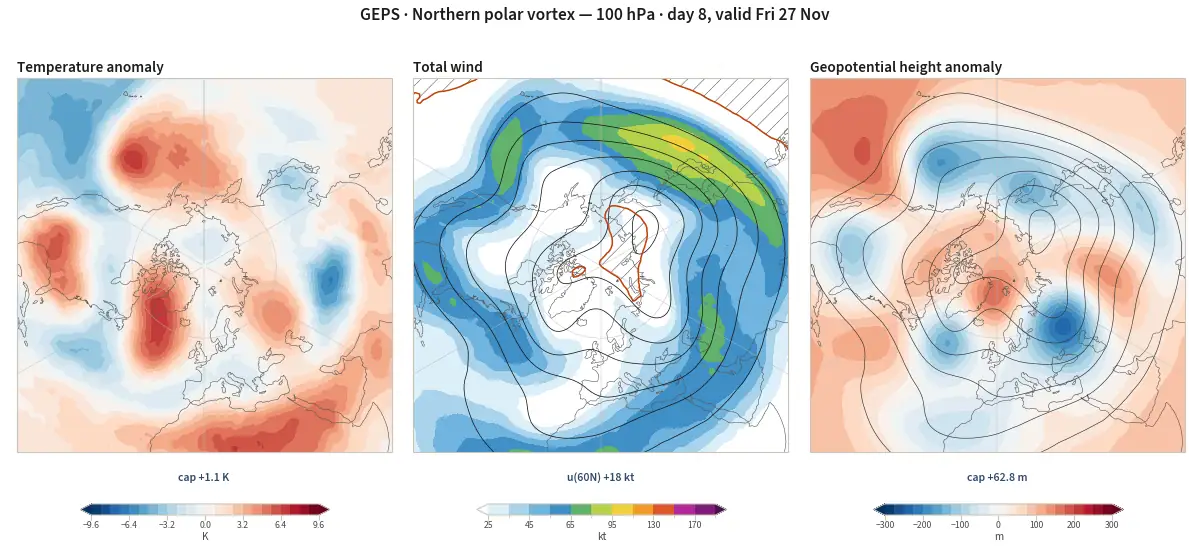 GEPS · Northern polar vortex — 100 hPa · day 8, valid Fri 27 Nov
Temperature anomaly
Total wind
Geopotential height anomaly
cap +1.1 K
u(60N) +18 kt
cap +62.8 m
−9.6 −6.4 −3.2 0.0 3.2 6.4 9.6
K
25 45 65 95 130 170
kt
−300 −200 −100 0 100 200 300
m